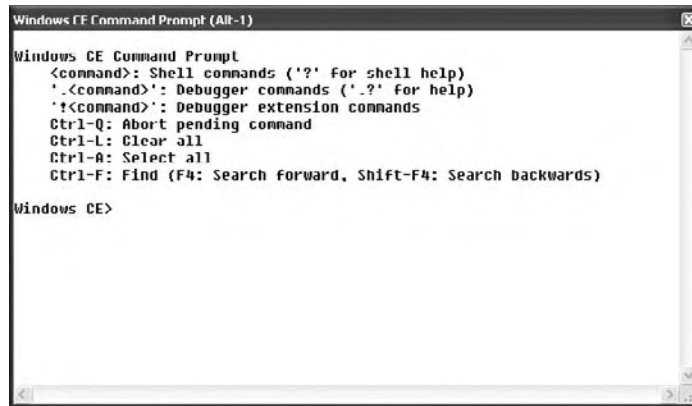 Windows CE Command Prompt (Alt-1)
Windows CE Command Prompt
<command>: Shell commands ('?' for shell help)
'.<command>': Debugger commands ('.?' for help)
'!<command>': Debugger extension commands
Ctrl-Q: Abort pending command
Ctrl-L: Clear all
Ctrl-A: Select all
Ctrl-F: Find (F4: Search forward, Shift-F4: Search backwards)
Windows CE>